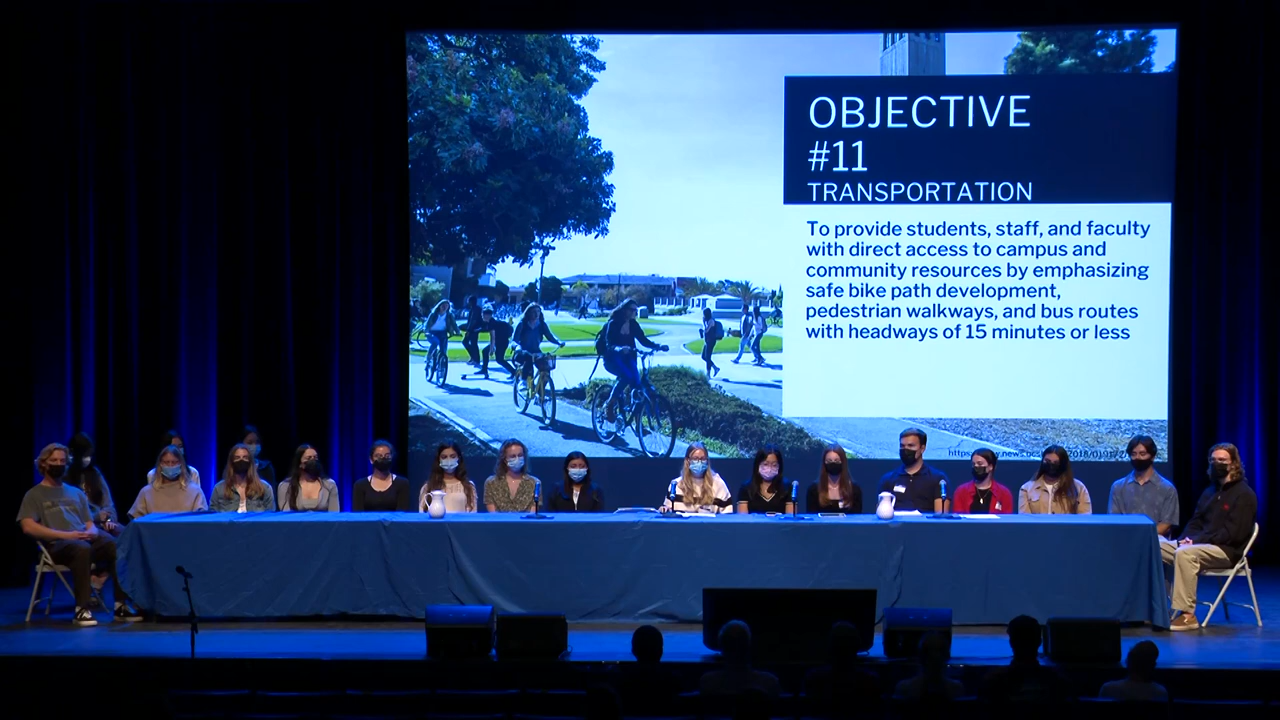 OBJECTIVE
#11
TRANSPORTATION
To provide students, staff, and faculty
with direct access to campus and
community resources by emphasizing
safe bike path development,
pedestrian walkways, and bus routes
with headways of 15 minutes or less